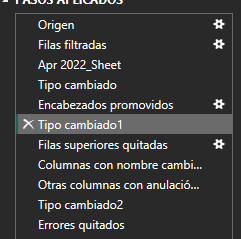 PASOS APLICADOS
Origen
Filas filtradas
Apr 2022_Sheet
Tipo cambiado
Encabezados promovidos
Tipo cambiado1
Filas superiores quitadas
Columnas con nombre cambi...
Otras columnas con anulació...
Tipo cambiado2
Errores quitados